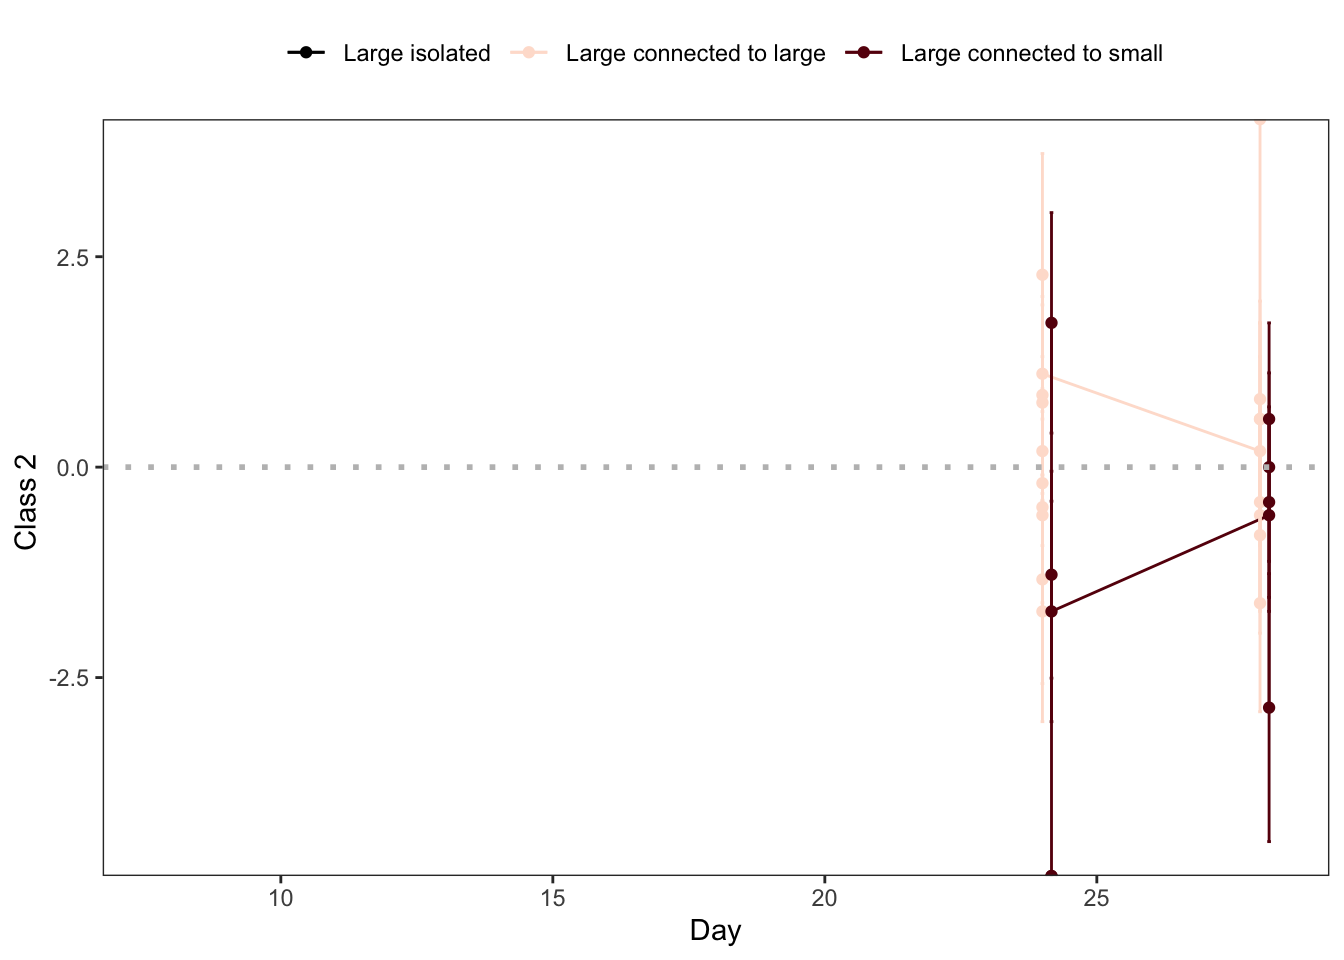 Large isolated Large connected to large Large connected to small
2.5
0.0
-2.5
Class 2
10 15 20 25
Day